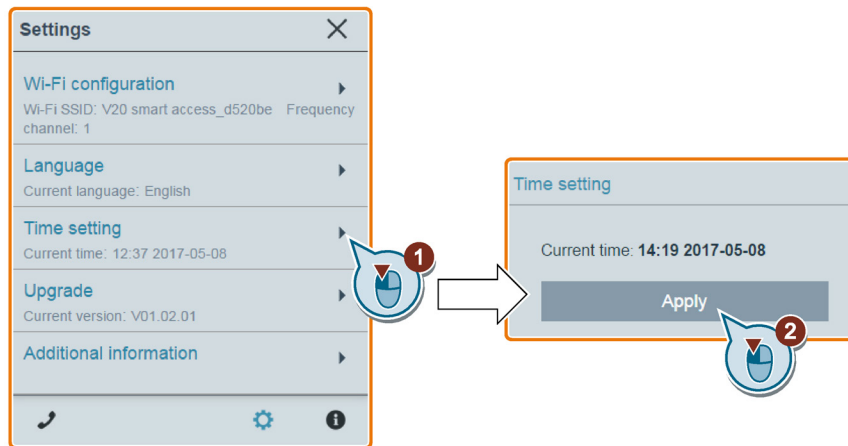 Settings
Wi-Fi configuration
Wi-Fi SSID: V20 smart access_d520be Frequency
channel: 1
Language
Current language: English
Time setting
Current time: 12:37 2017-05-08
Upgrade
Current version: V01.02.01
Additional information
1
Time setting
Current time: 14:19 2017-05-08
Apply
2